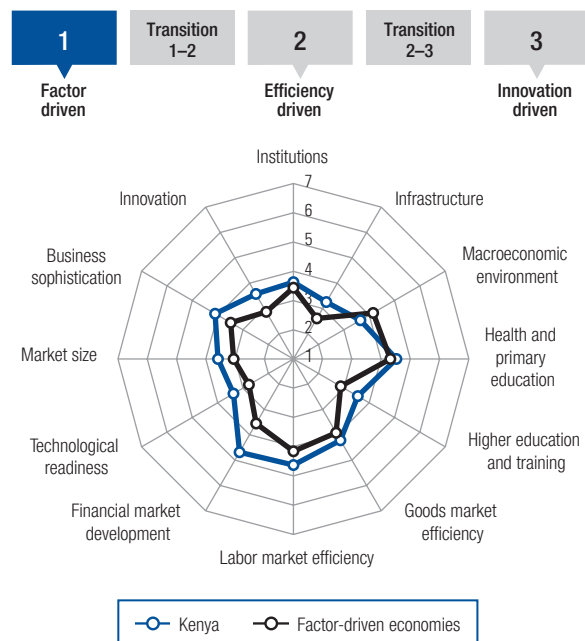 1
Transition
1–2
2
Transition
2–3
3
Factor
driven
Efficiency
driven
Innovation
driven
Institutions
Infrastructure
Macroeconomic
environment
Health and
primary
education
Higher education
and training
Goods market
efficiency
Labor market efficiency
Financial market
development
Technological
readiness
Market size
Business
sophistication
Innovation
7
6
5
4
3
2
1
Kenya
Factor-driven economies